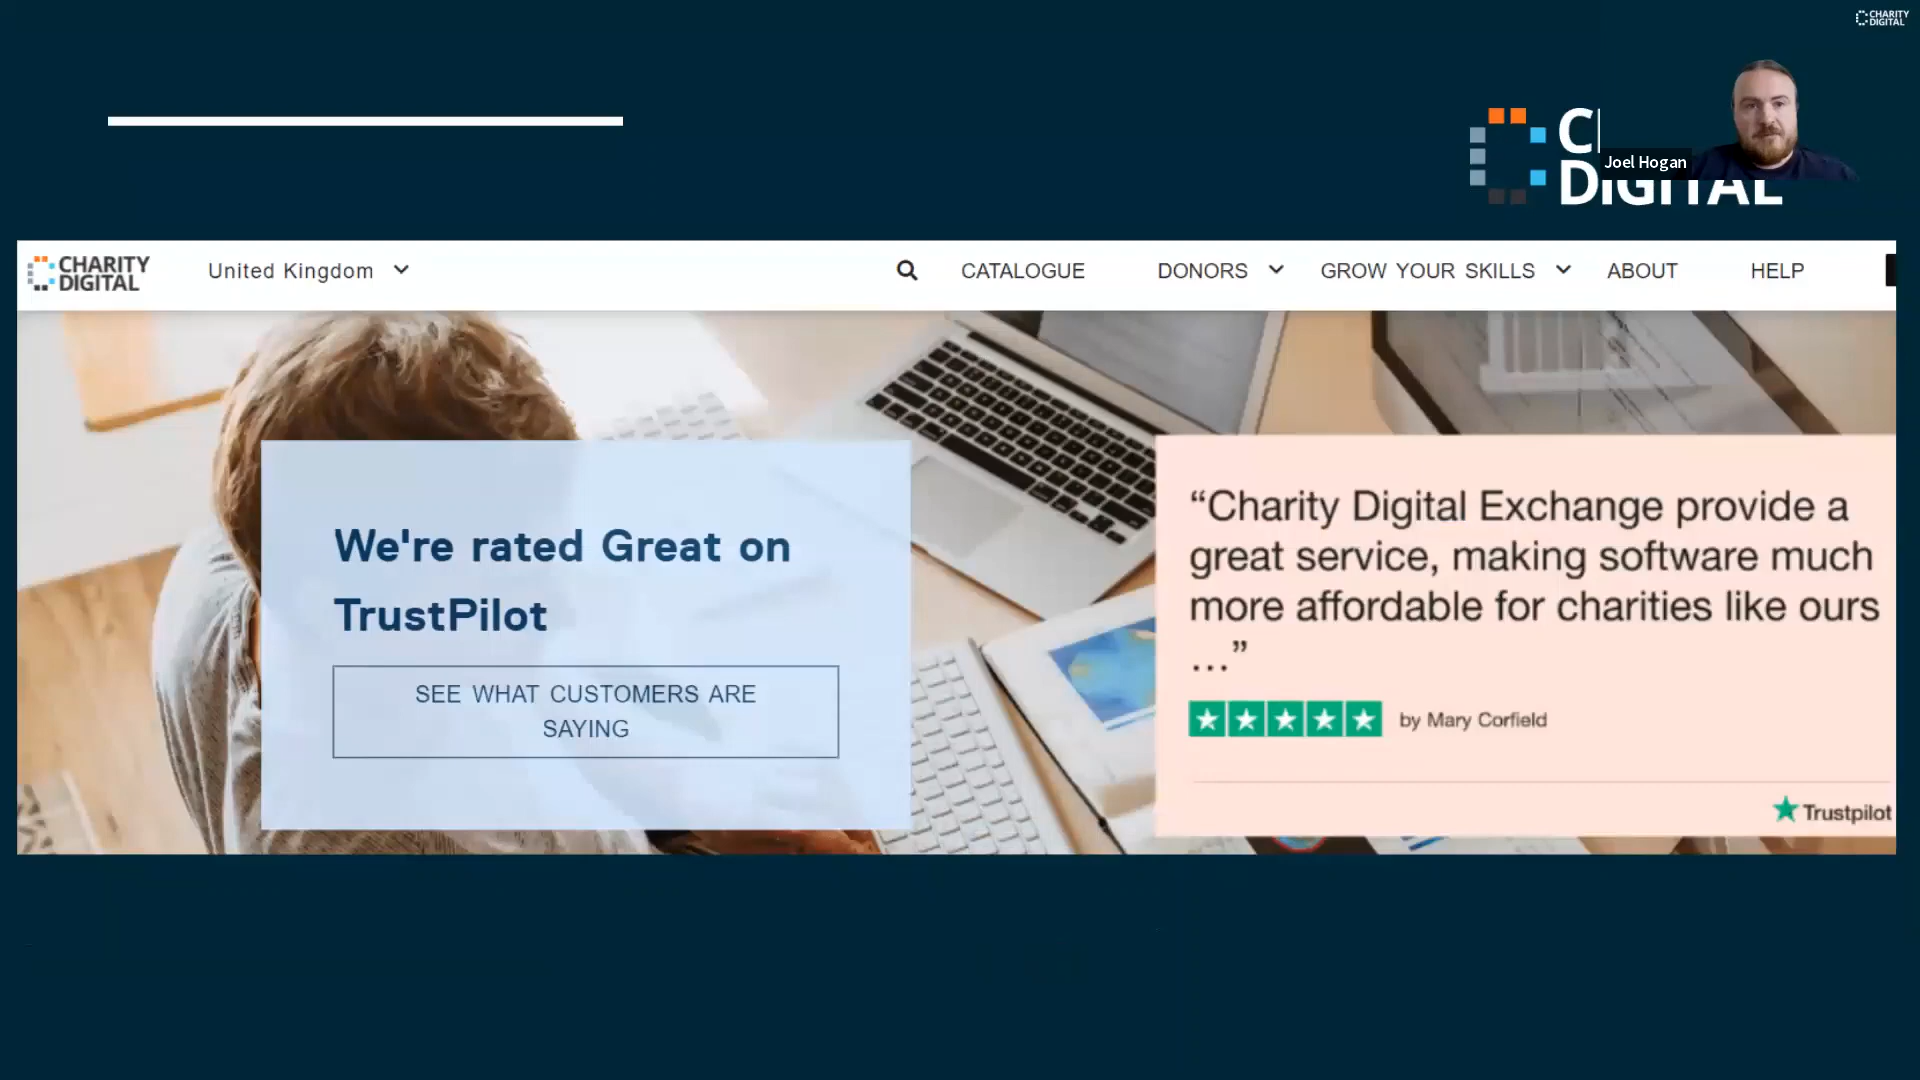 CHARITY
DIGITAL
C
DIGITAL
Joel Hogan
CHARITY
DIGITAL
United Kingdom
CATALOGUE
DONORS
GROW YOUR SKILLS
ABOUT
HELP
We're rated Great on
TrustPilot
SEE WHAT CUSTOMERS ARE
SAYING
“Charity Digital Exchange provide a
great service, making software much
more affordable for charities like ours
...”
by Mary Corfield
Trustpilot